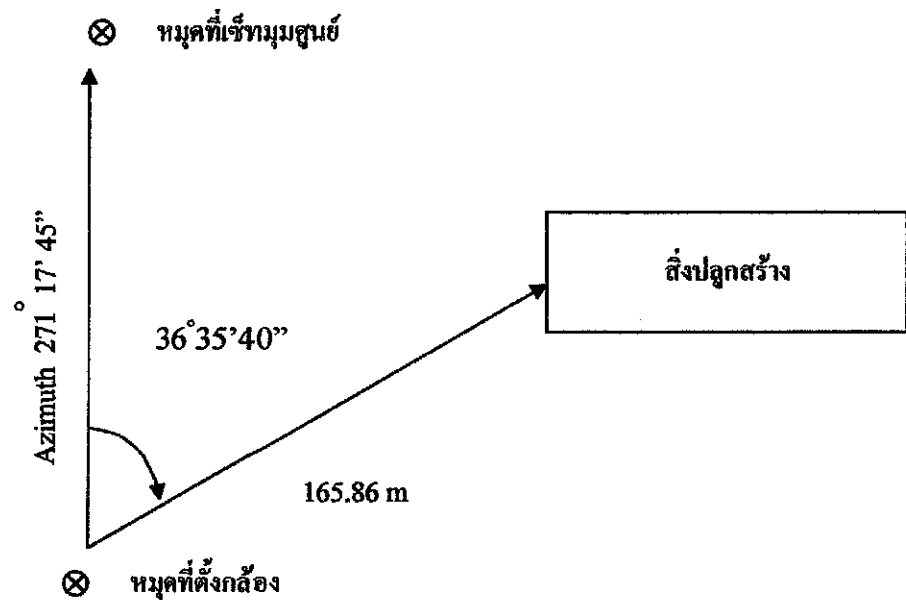 หมุดที่เซ็ทมุมศูนย์
Azimuth 271° 17' 45”
สิ่งปลูกสร้าง
36°35'40”
165.86 m
หมุดที่ตั้งกล้อง